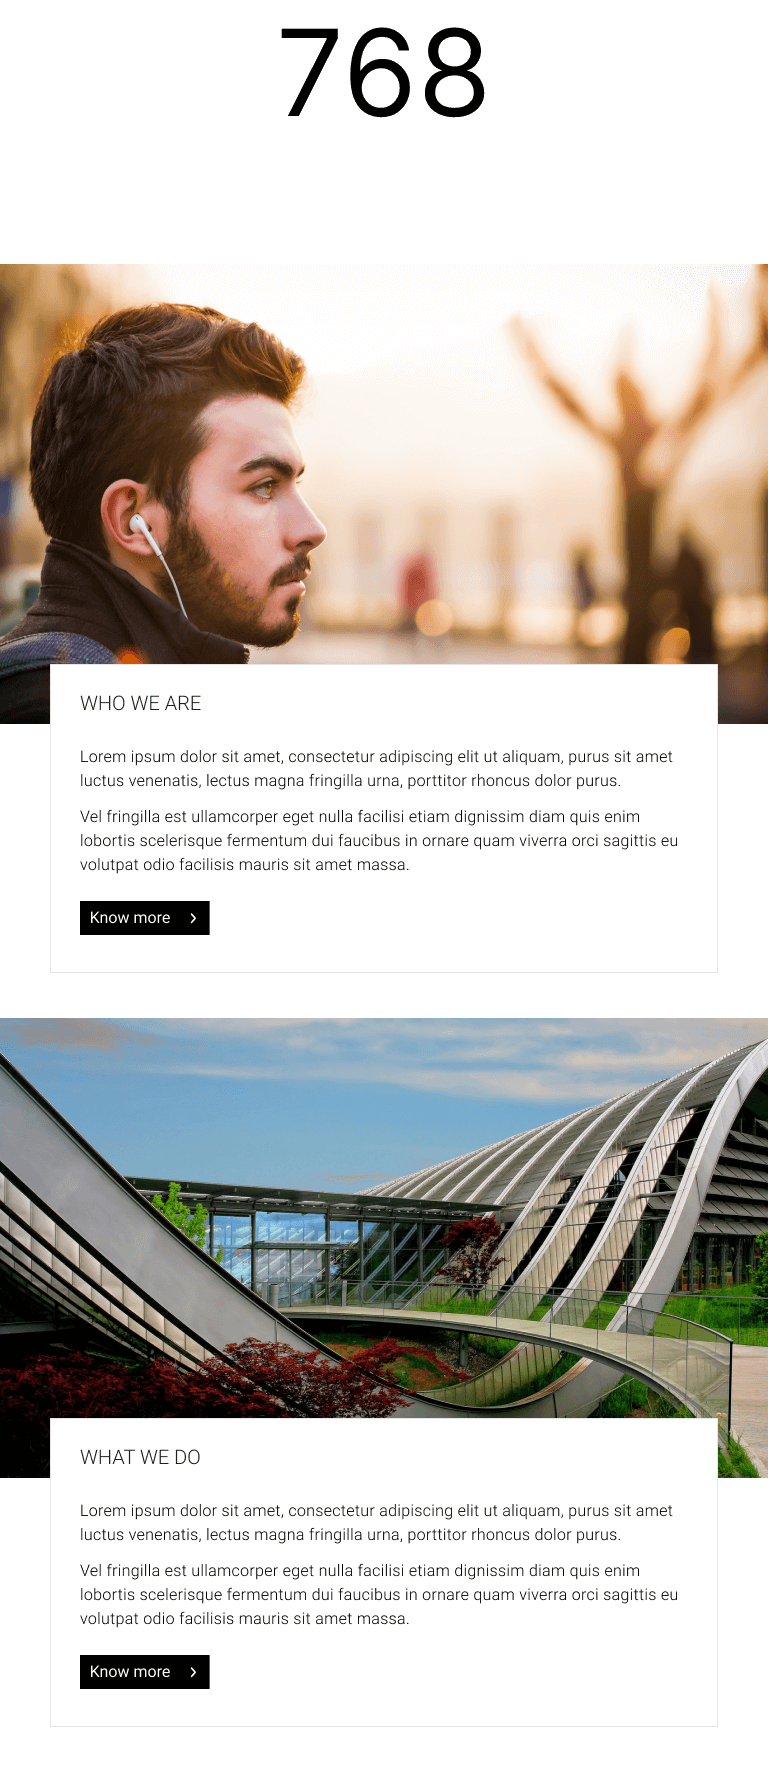 768
WHO WE ARE
Lorem ipsum dolor sit amet, consectetur adipiscing elit ut aliquam, purus sit amet
luctus venenatis, lectus magna fringilla urna, porttitor rhoncus dolor purus.
Vel fringilla est ullamcorper eget nulla facilisi etiam dignissim diam quis enim
lobortis scelerisque fermentum dui faucibus in ornare quam viverra orci sagittis eu
volutpat odio facilisis mauris sit amet massa.
Know more
WHAT WE DO
Lorem ipsum dolor sit amet, consectetur adipiscing elit ut aliquam, purus sit amet
luctus venenatis, lectus magna fringilla urna, porttitor rhoncus dolor purus.
Vel fringilla est ullamcorper eget nulla facilisi etiam dignissim diam quis enim
lobortis scelerisque fermentum dui faucibus in ornare quam viverra orci sagittis eu
volutpat odio facilisis mauris sit amet massa.
Know more